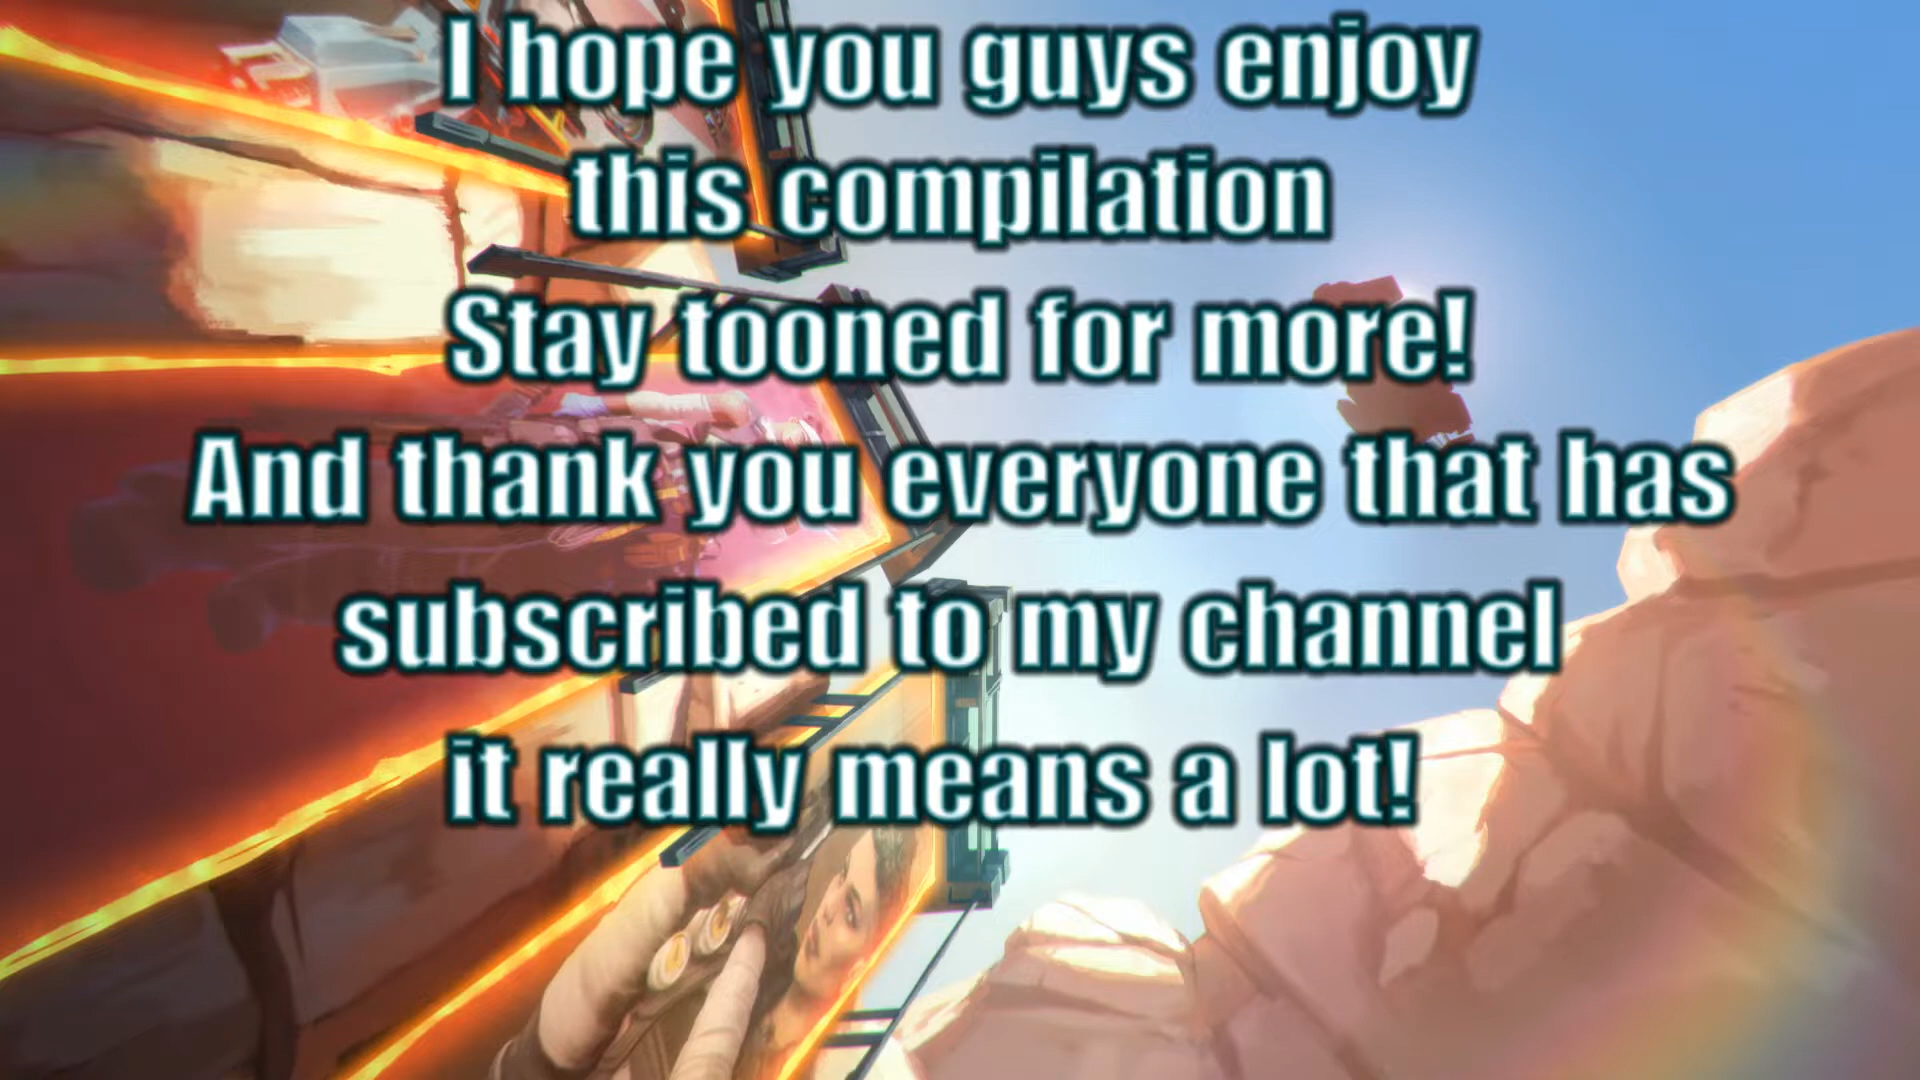 I hope you guys enjoy
this compilation
Stay tooned for more!
And thank you everyone that has
subscribed to my channel
it really means a lot!